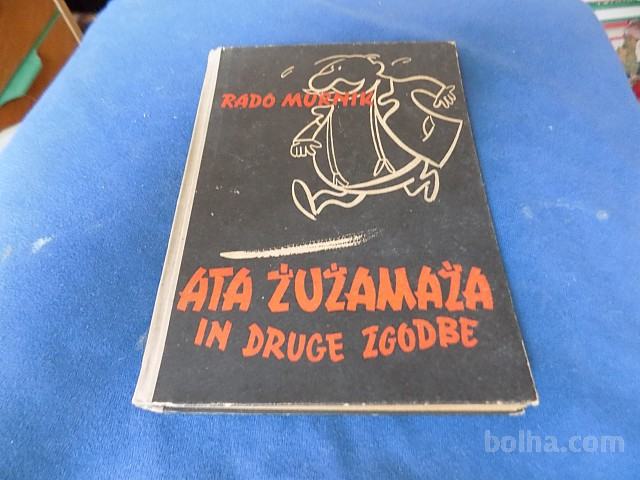 RADO MURNIK
ATA ŽUŽAMAŽA
IN DRUGE ZGODBE
bolha.com